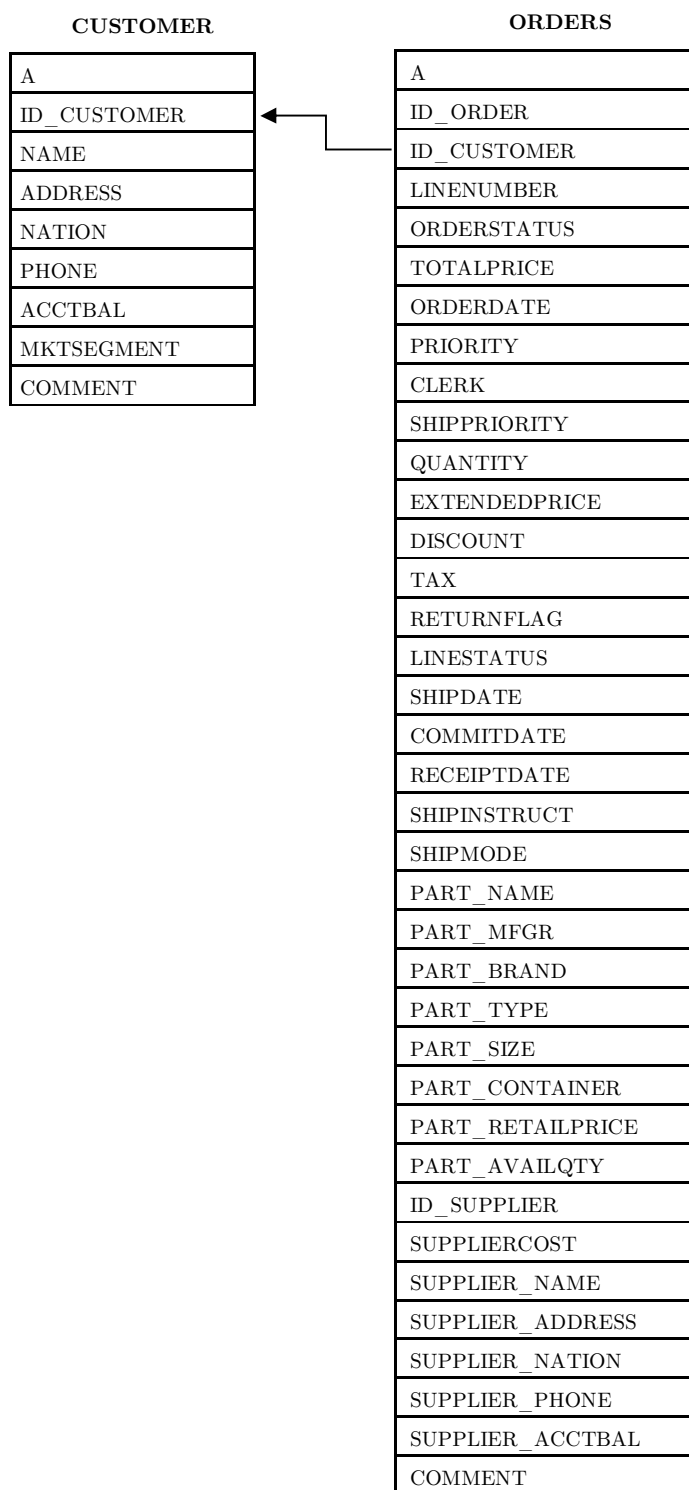 CUSTOMER
A
ID_CUSTOMER
NAME
ADDRESS
NATION
PHONE
ACCTBAL
MKTSEGMENT
COMMENT
ORDERS
A
ID_ORDER
ID_CUSTOMER
LINENUMBER
ORDERSTATUS
TOTALPRICE
ORDERDATE
PRIORITY
CLERK
SHIPPRIORITY
QUANTITY
EXTENDEDPRICE
DISCOUNT
TAX
RETURNFLAG
LINESTATUS
SHIPDATE
COMMITDATE
RECEIPTDATE
SHIPINSTRUCT
SHIPMODE
PART_NAME
PART_MFGR
PART_BRAND
PART_TYPE
PART_SIZE
PART_CONTAINER
PART_RETAILPRICE
PART_AVAILQTY
ID_SUPPLIER
SUPPLIERCOST
SUPPLIER_NAME
SUPPLIER_ADDRESS
SUPPLIER_NATION
SUPPLIER_PHONE
SUPPLIER_ACCTBAL
COMMENT